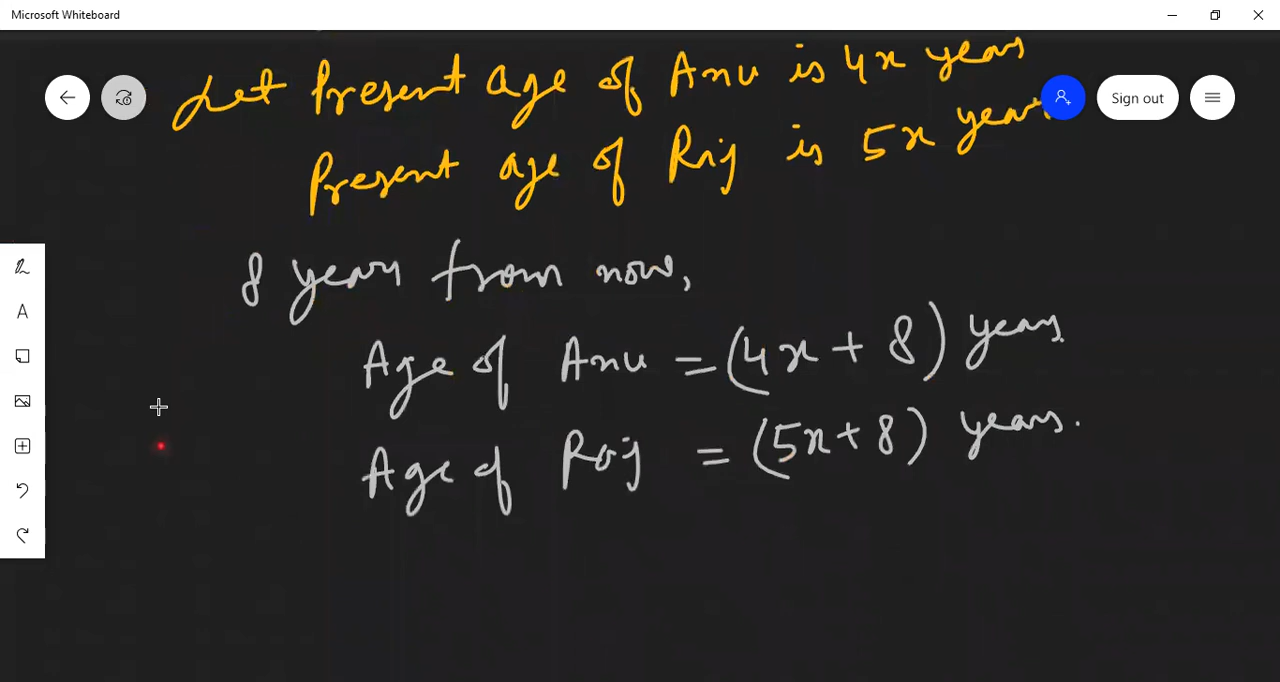 Microsoft Whiteboard
Sign out
Let Present age of Anu is 4x years
Present age of Raj is 5x years
8 years from now,
Age of Anu = (4x + 8) years
Age of Raj = (5x + 8) years.